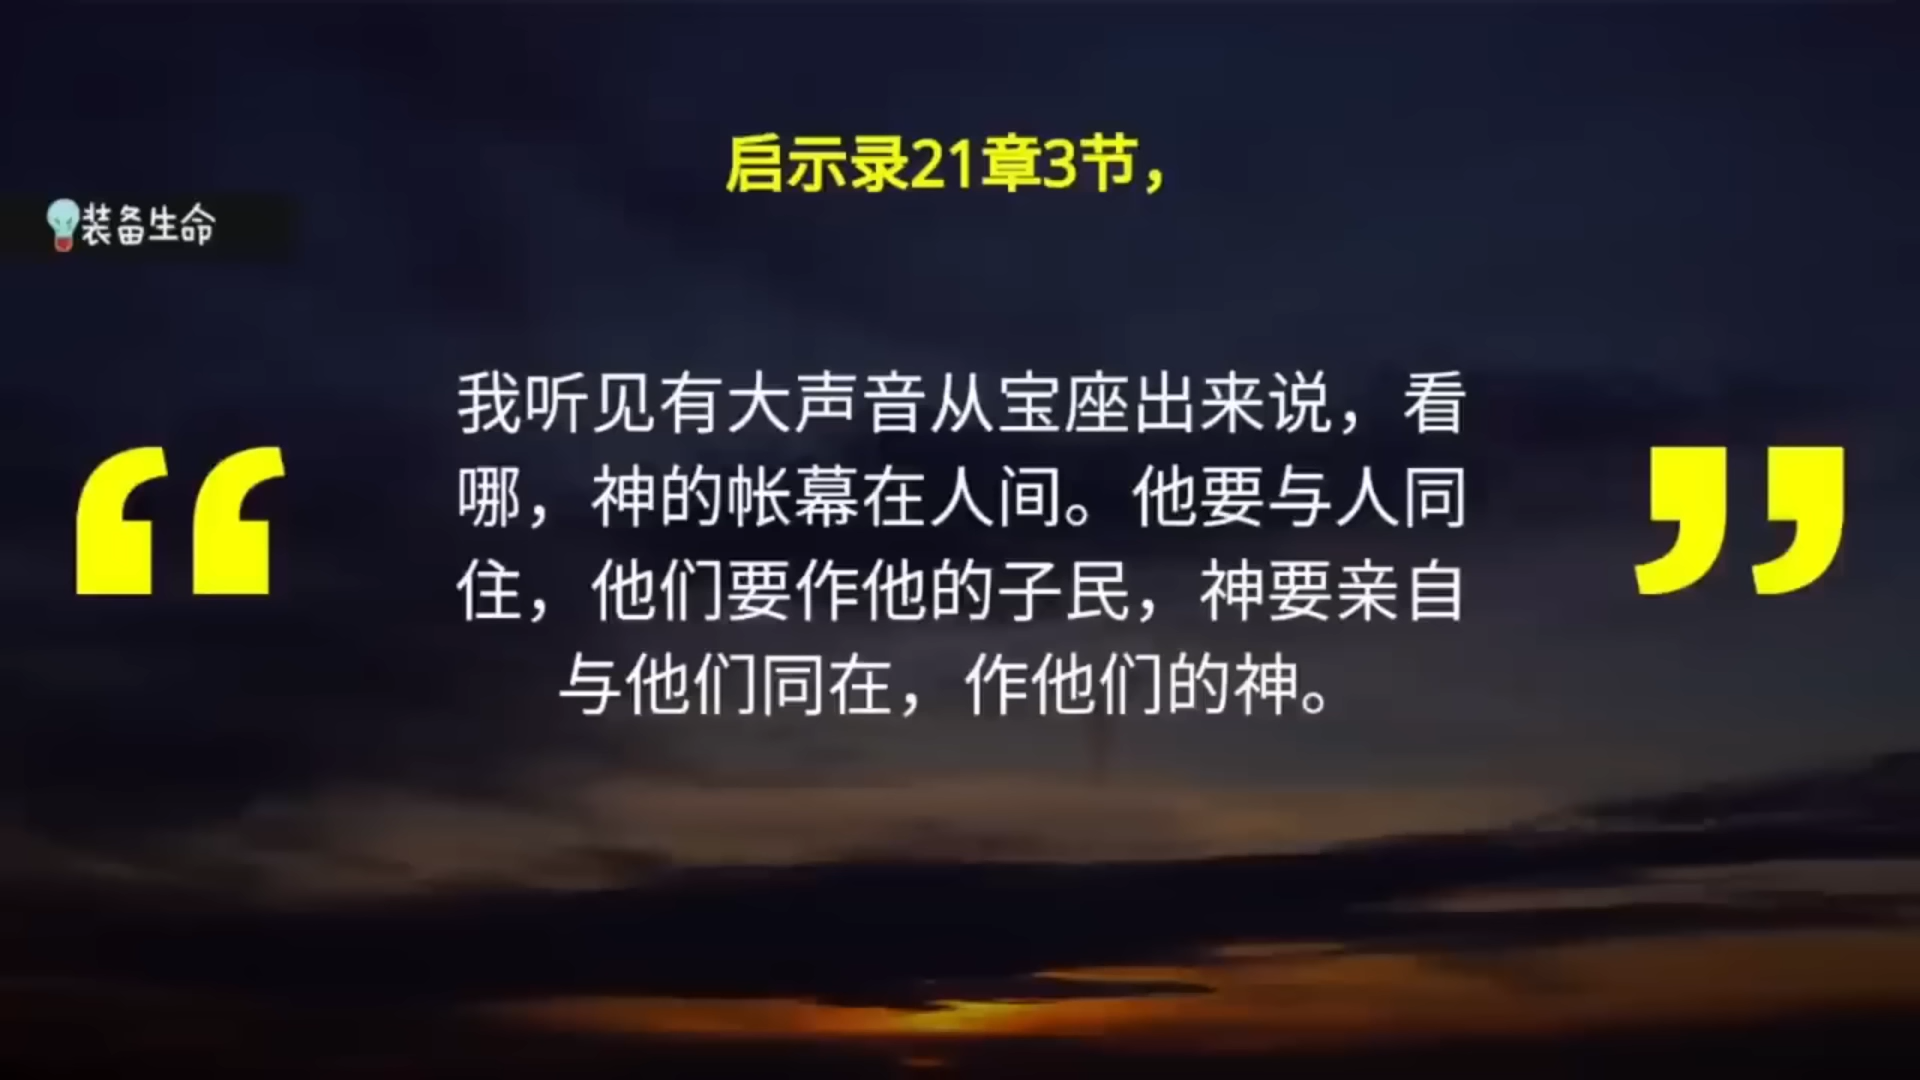 启示录21章3节，
装备生命
我听见有大声音从宝座出来说，看
哪，神的帐幕在人间。他要与人同
住，他们要作他的子民，神要亲自
与他们同在，作他们的神。